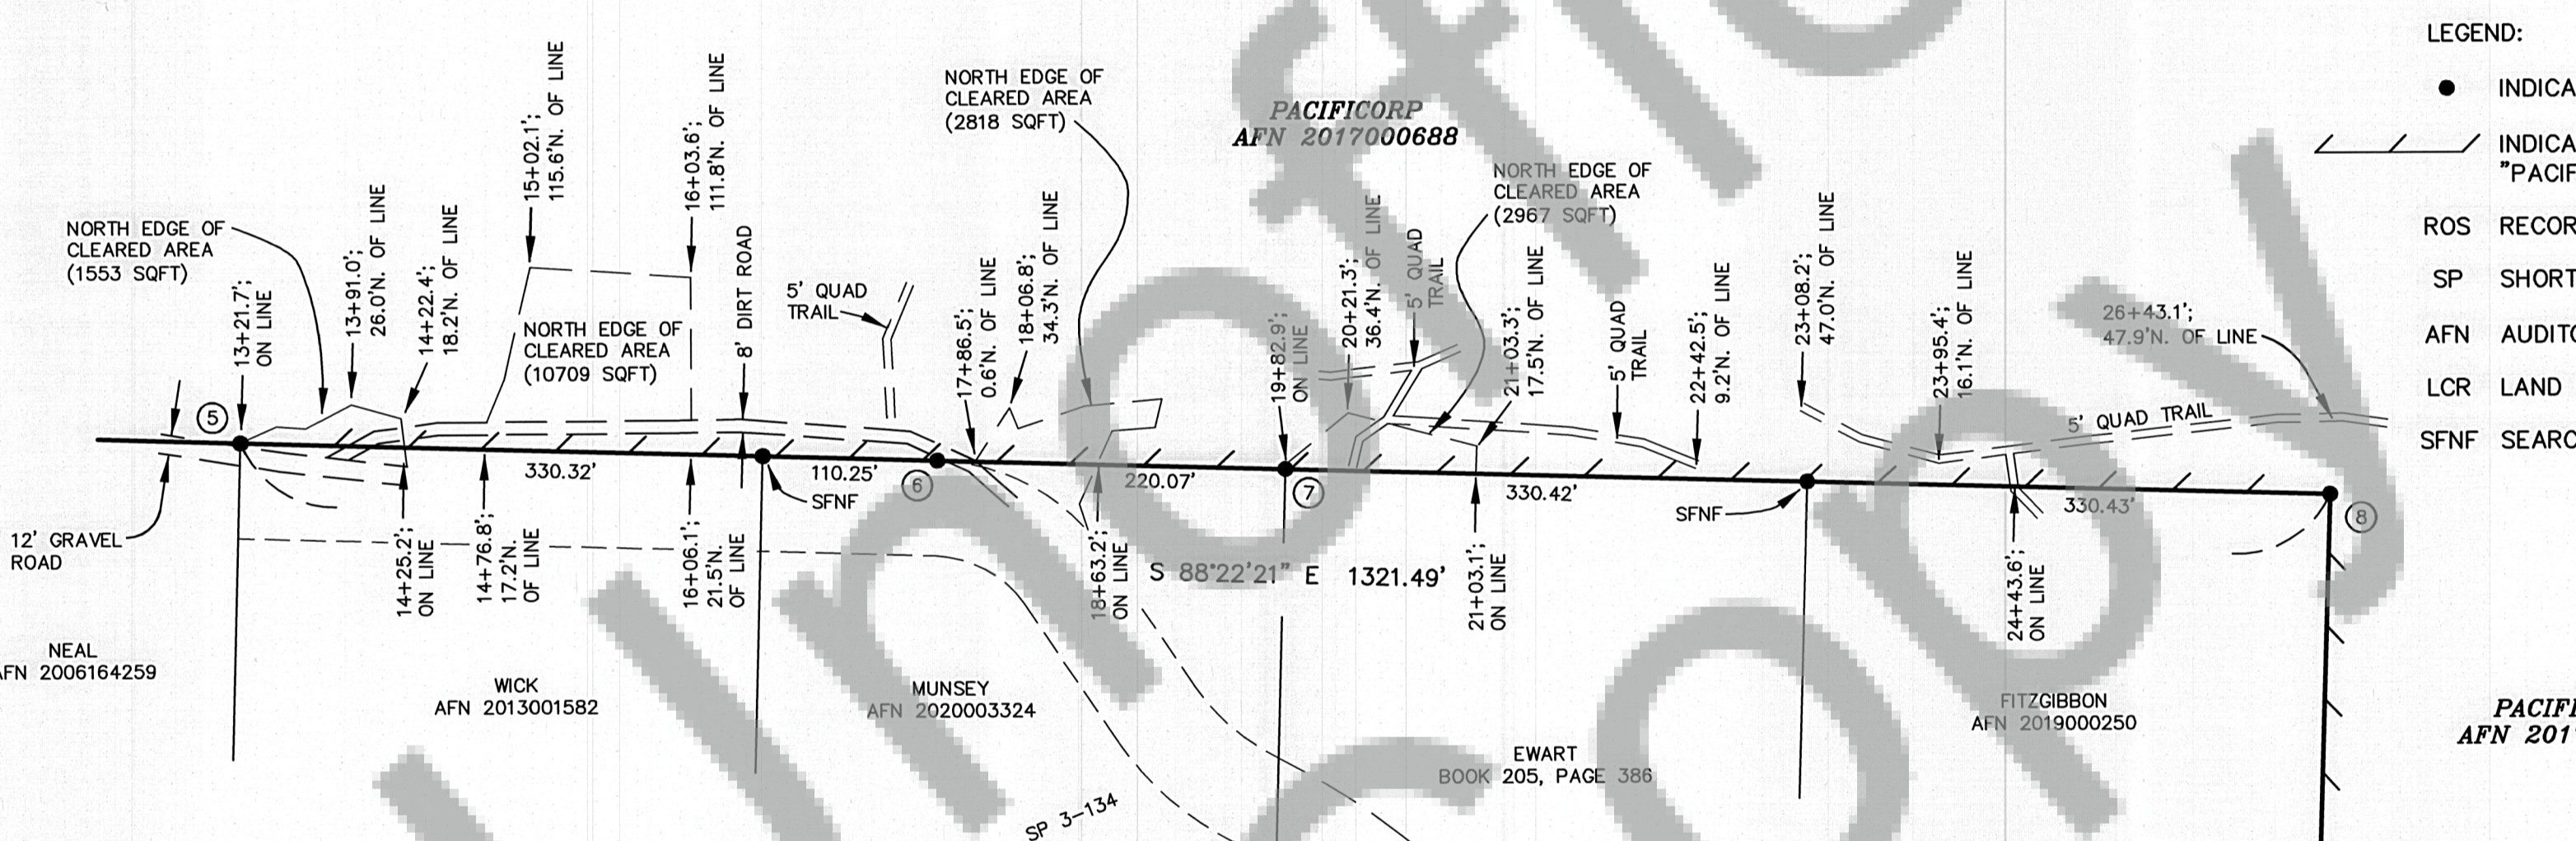 LEGEND:
INDICA
INDICA
"PACIF
ROS RECOR
SP SHORT
AFN AUDITO
LCR LAND
SFNF SEARC
NORTH EDGE OF
CLEARED AREA
(1553 SQFT)
13+21.7';
ON LINE
13+91.0';
26.0'N. OF LINE
14+22.4';
18.2'N. OF LINE
15+02.1';
115.6'N. OF LINE
NORTH EDGE OF
CLEARED AREA
(10709 SQFT)
16+03.6';
111.8'N. OF LINE
8' DIRT ROAD
5' QUAD
TRAIL
NORTH EDGE OF
CLEARED AREA
(2818 SQFT)
17+86.5';
0.6'N. OF LINE
18+06.8';
34.3'N. OF LINE
PACIFICORP
AFN 2017000688
19+82.9';
ON LINE
20+21.3';
36.4'N. OF LINE
5' QUAD
TRAIL
NORTH EDGE OF
CLEARED AREA
(2967 SQFT)
21+03.3';
17.5'N. OF LINE
5' QUAD
TRAIL
22+42.5';
9.2'N. OF LINE
23+08.2';
47.0'N. OF LINE
23+95.4';
16.1'N. OF LINE
5' QUAD TRAIL
26+43.1';
47.9'N. OF LINE
5
330.32'
SFNF
110.25'
6
220.07'
7
330.42'
SFNF
330.43'
8
12' GRAVEL
ROAD
14+25.2';
ON LINE
14+76.8';
17.2'N.
OF LINE
16+06.1';
21.5'N.
OF LINE
18+63.2';
ON LINE
S 88°22'21" E 1321.49'
21+03.1';
ON LINE
24+43.6';
ON LINE
NEAL
AFN 2006164259
WICK
AFN 2013001582
MUNSEY
AFN 2020003324
SP 3-134
EWART
BOOK 205, PAGE 386
FITZGIBBON
AFN 2019000250
PACIFI
AFN 201